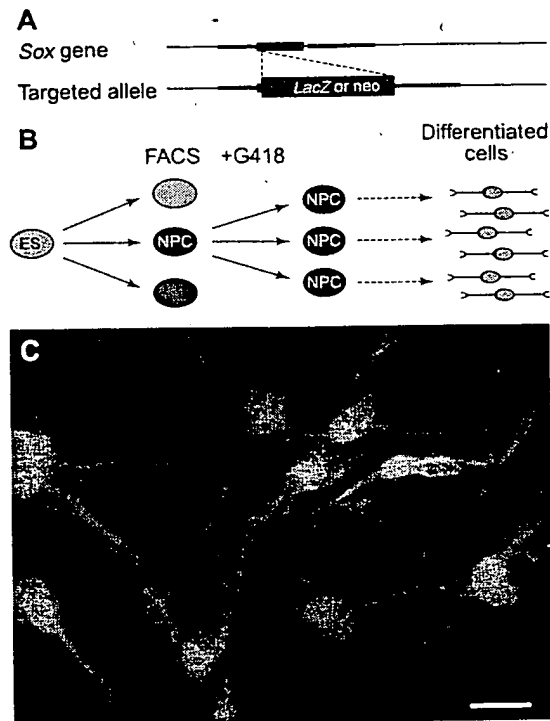 A
Sox gene
Targeted allele
LacZ or neo
B
FACS +G418
Differentiated
cells
ES
NPC
NPC
NPC
NPC
C